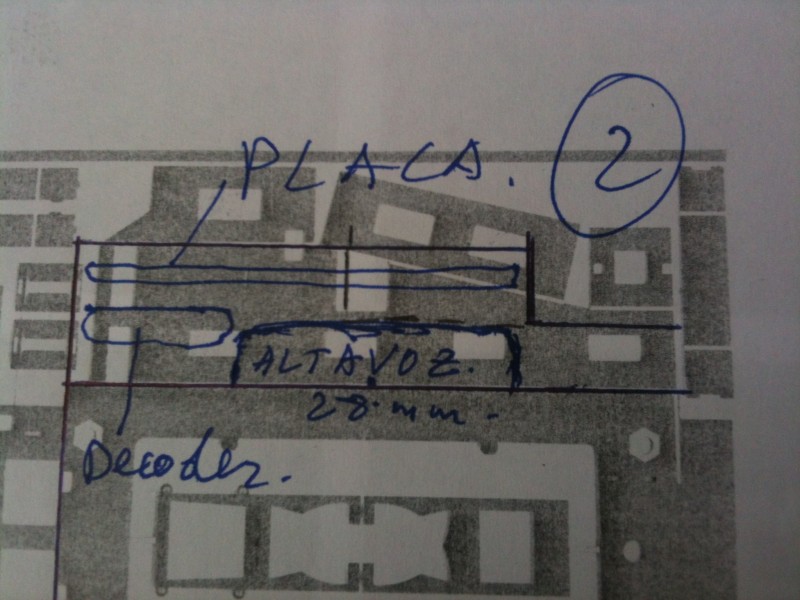 2
PLACA.
ALTAVOZ.
28 mm.
Decoder.